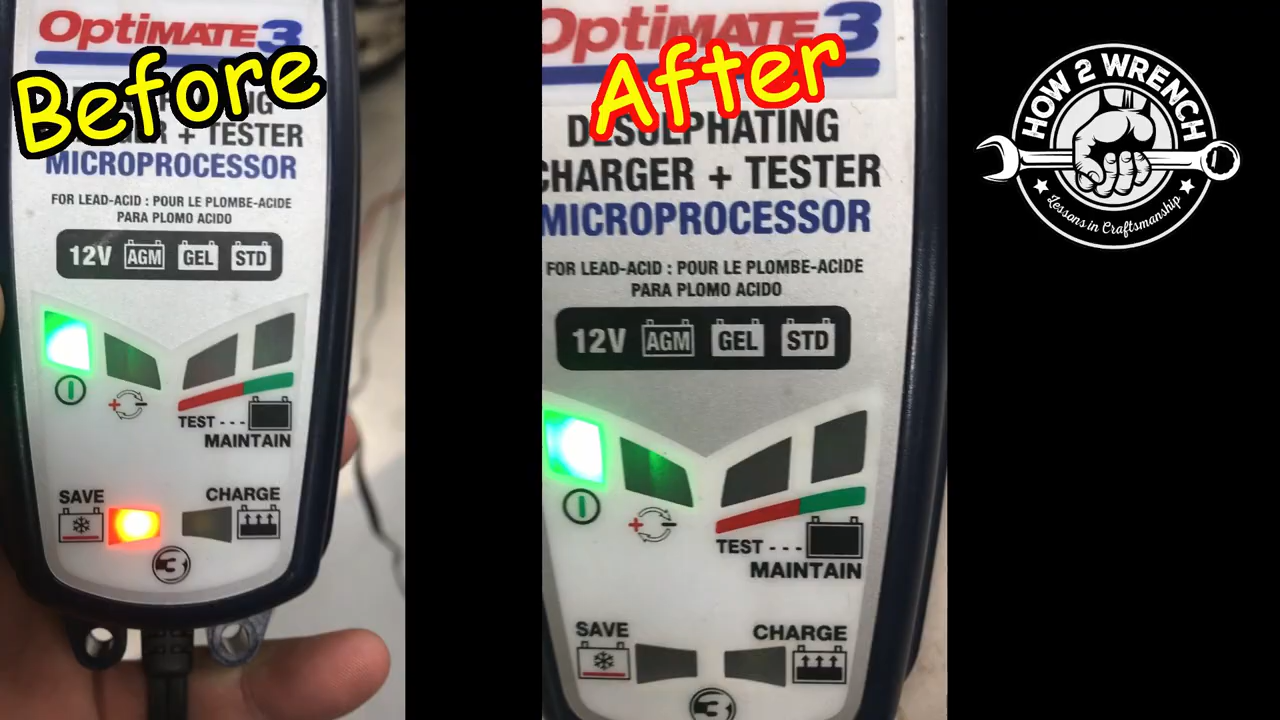 OptiMATE3
Before
CHARGER + TESTER
MICROPROCESSOR
FOR LEAD-ACID : POUR LE PLOMBE-ACIDE
PARA PLOMO ACIDO
12V AGM GEL STD
TEST ---
MAINTAIN
SAVE CHARGE
3
OptiMATE3
After
DESULPHATING
CHARGER + TESTER
MICROPROCESSOR
FOR LEAD-ACID : POUR LE PLOMBE-ACIDE
PARA PLOMO ACIDO
12V AGM GEL STD
TEST ---
MAINTAIN
SAVE CHARGE
3
HOW 2 WRENCH
Lessons in Craftsmanship